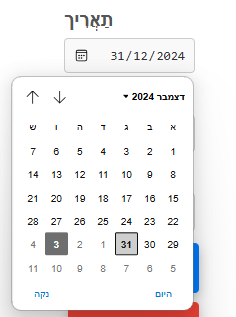 תַּאֲרִיךְ
31/12/2024
דצמבר 2024
א ב ג ד ה ו ש
1 2 3 4 5 6 7
8 9 10 11 12 13 14
15 16 17 18 19 20 21
22 23 24 25 26 27 28
29 30 31 1 2 3 4
5 6 7 8 9 10 11
היום נקה